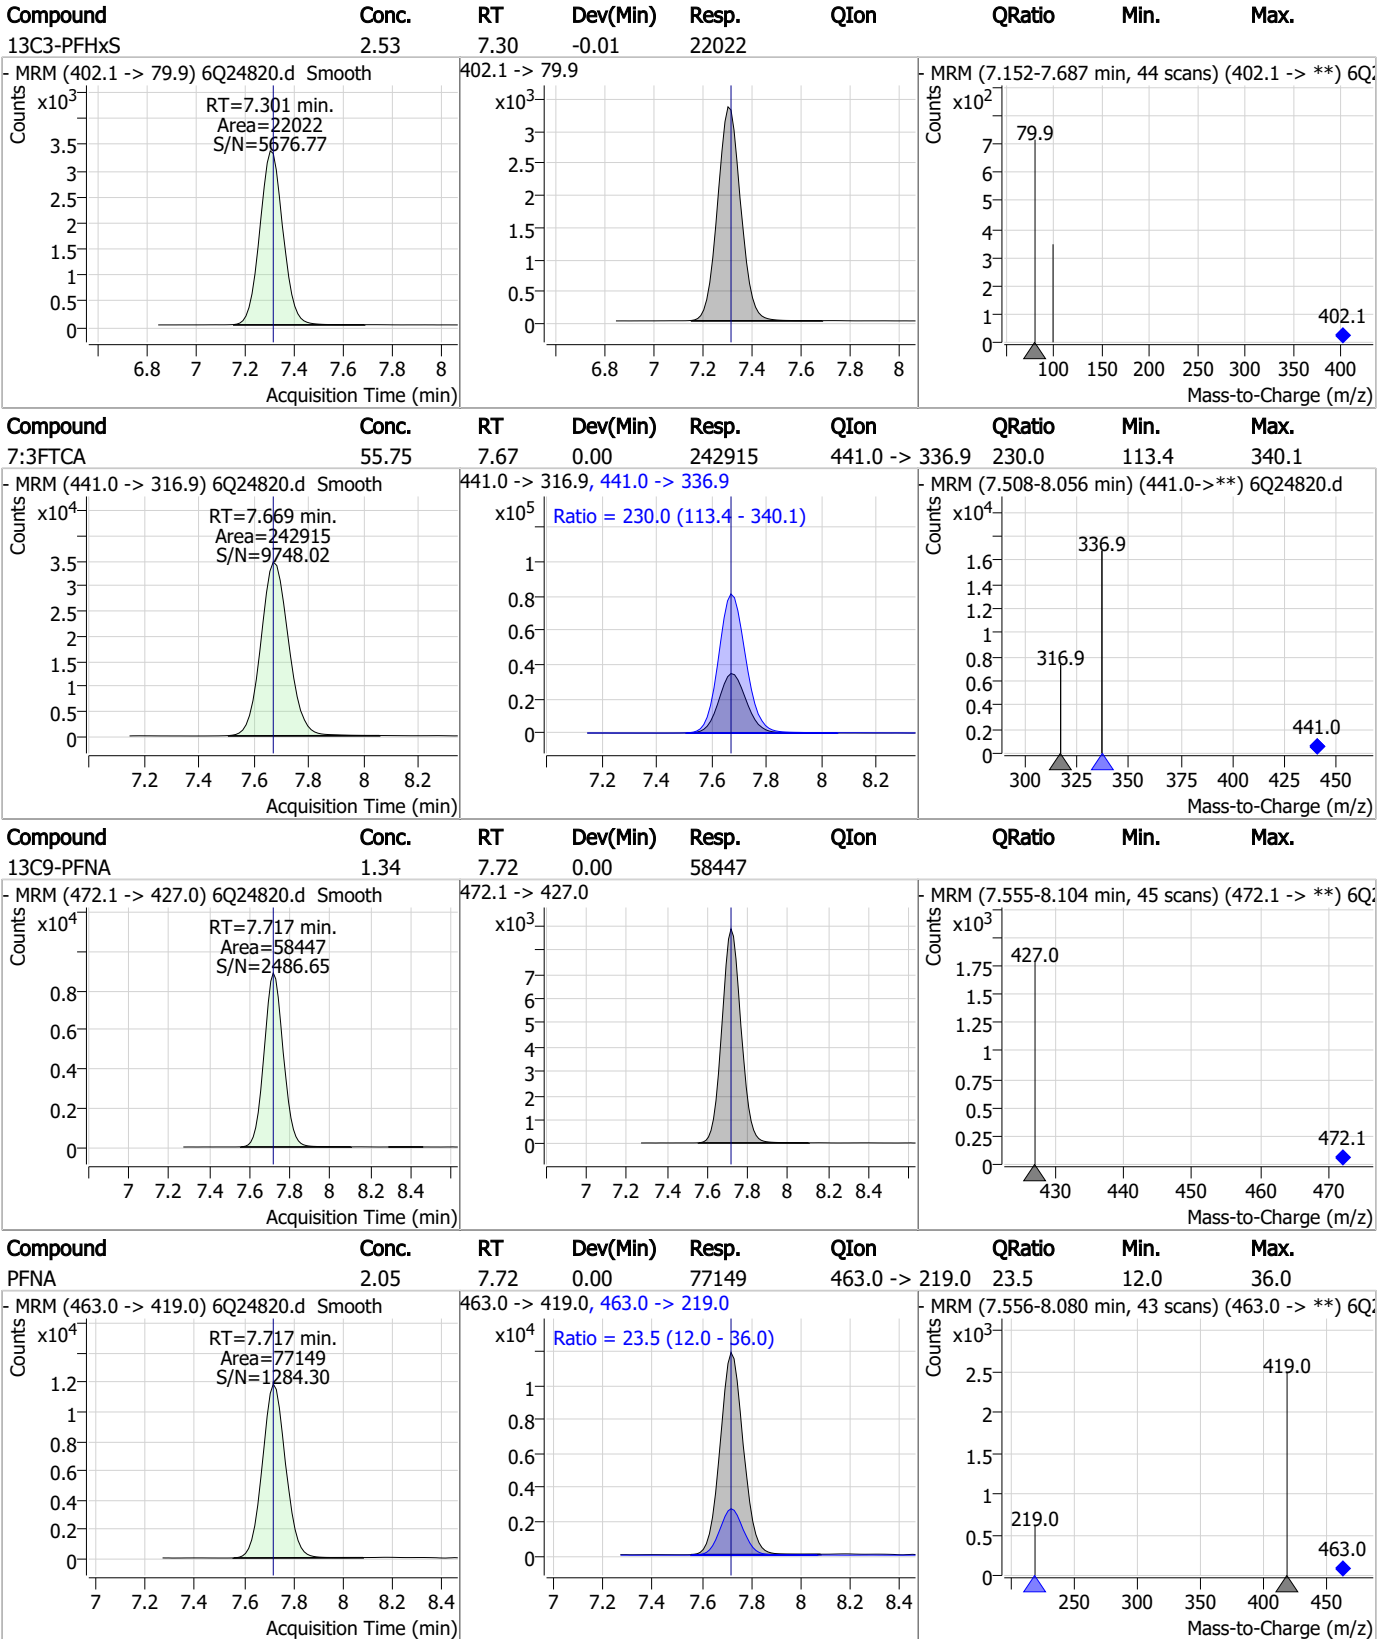 Compound Conc. RT Dev(Min) Resp. QIon QRatio Min. Max.
13C3-PFHxS 2.53 7.30 -0.01 22022
- MRM (402.1 -> 79.9) 6Q24820.d Smooth
Counts
x10³
RT=7.301 min.
Area=22022
S/N=5676.77
3.5
3
2.5
2
1.5
1
0.5
0
6.8 7 7.2 7.4 7.6 7.8 8
Acquisition Time (min)
402.1 -> 79.9
x10³
3
2.5
2
1.5
1
0.5
0
6.8 7 7.2 7.4 7.6 7.8 8
- MRM (7.152-7.687 min, 44 scans) (402.1 -> **) 6Q2
Counts
x10²
79.9
402.1
7
6
5
4
3
2
1
0
100 150 200 250 300 350 400
Mass-to-Charge (m/z)
Compound Conc. RT Dev(Min) Resp. QIon QRatio Min. Max.
7:3FTCA 55.75 7.67 0.00 242915 441.0 -> 336.9 230.0 113.4 340.1
- MRM (441.0 -> 316.9) 6Q24820.d Smooth
Counts
x10⁴
RT=7.669 min.
Area=242915
S/N=9748.02
3.5
3
2.5
2
1.5
1
0.5
0
7.2 7.4 7.6 7.8 8 8.2
Acquisition Time (min)
441.0 -> 316.9, 441.0 -> 336.9
x10⁵
Ratio = 230.0 (113.4 - 340.1)
1
0.8
0.6
0.4
0.2
0
7.2 7.4 7.6 7.8 8 8.2
- MRM (7.508-8.056 min) (441.0->**) 6Q24820.d
Counts
x10⁴
336.9
316.9
441.0
1.6
1.4
1.2
1
0.8
0.6
0.4
0.2
0
300 325 350 375 400 425 450
Mass-to-Charge (m/z)
Compound Conc. RT Dev(Min) Resp. QIon QRatio Min. Max.
13C9-PFNA 1.34 7.72 0.00 58447
- MRM (472.1 -> 427.0) 6Q24820.d Smooth
Counts
x10⁴
RT=7.717 min.
Area=58447
S/N=2486.65
0.8
0.6
0.4
0.2
0
7 7.2 7.4 7.6 7.8 8 8.2 8.4
Acquisition Time (min)
472.1 -> 427.0
x10³
7
6
5
4
3
2
1
0
7 7.2 7.4 7.6 7.8 8 8.2 8.4
- MRM (7.555-8.104 min, 45 scans) (472.1 -> **) 6Q2
Counts
x10³
427.0
472.1
1.75
1.5
1.25
1
0.75
0.5
0.25
0
430 440 450 460 470
Mass-to-Charge (m/z)
Compound Conc. RT Dev(Min) Resp. QIon QRatio Min. Max.
PFNA 2.05 7.72 0.00 77149 463.0 -> 219.0 23.5 12.0 36.0
- MRM (463.0 -> 419.0) 6Q24820.d Smooth
Counts
x10⁴
RT=7.717 min.
Area=77149
S/N=1284.30
1.2
1
0.8
0.6
0.4
0.2
0
7 7.2 7.4 7.6 7.8 8 8.2 8.4
Acquisition Time (min)
463.0 -> 419.0, 463.0 -> 219.0
x10⁴
Ratio = 23.5 (12.0 - 36.0)
1
0.8
0.6
0.4
0.2
0
7 7.2 7.4 7.6 7.8 8 8.2 8.4
- MRM (7.556-8.080 min, 43 scans) (463.0 -> **) 6Q2
Counts
x10³
419.0
219.0
463.0
2.5
2
1.5
1
0.5
0
250 300 350 400 450
Mass-to-Charge (m/z)